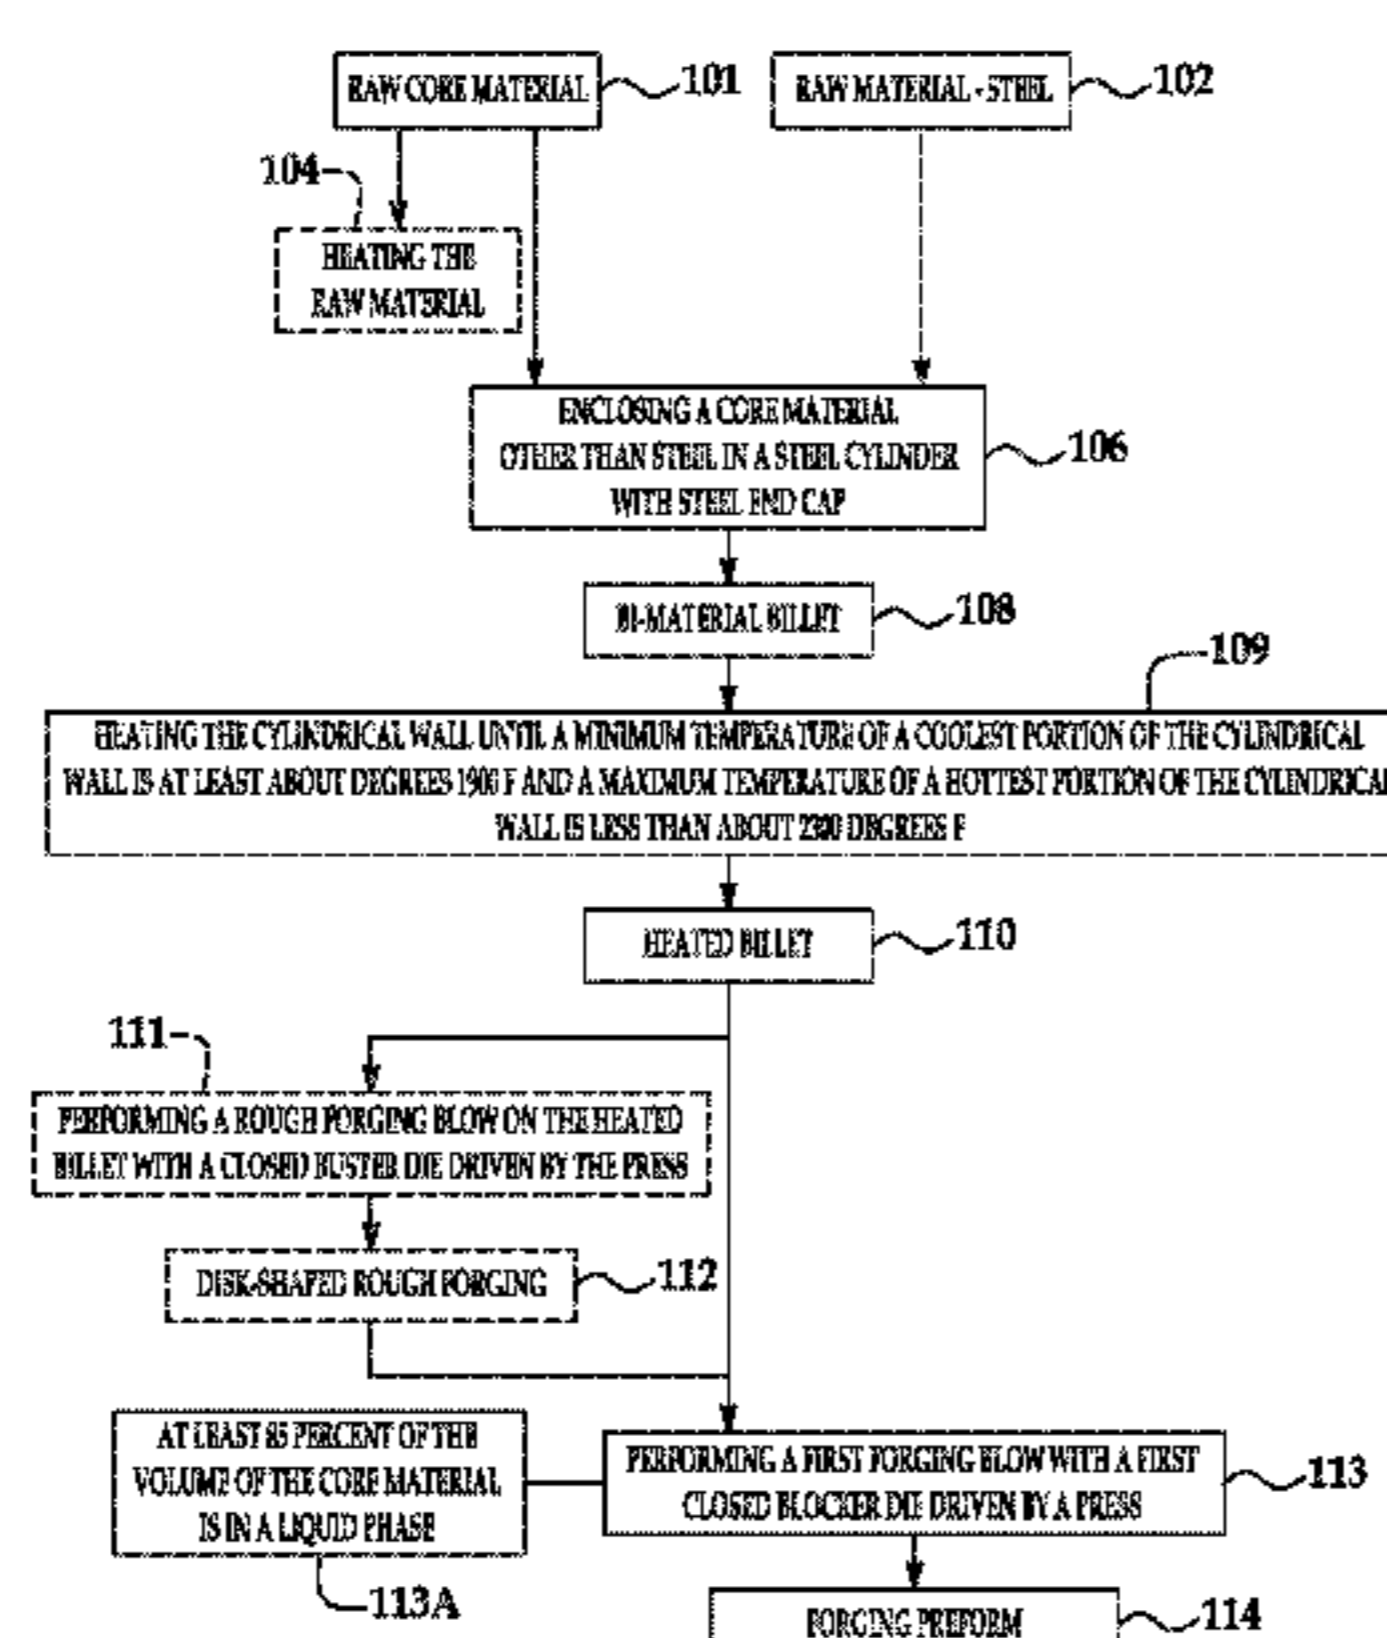 RAW CORE MATERIAL
101
RAW MATERIAL - STEEL
102
104
HEATING THE
RAW MATERIAL
ENCLOSING A CORE MATERIAL
OTHER THAN STEEL IN A STEEL CYLINDER
WITH STEEL END CAP
106
BI-MATERIAL BILLET
108
109
HEATING THE CYLINDRICAL WALL UNTIL A MINIMUM TEMPERATURE OF A COOLEST PORTION OF THE CYLINDRICAL
WALL IS AT LEAST ABOUT DEGREES 1900 F AND A MAXIMUM TEMPERATURE OF A HOTTEST PORTION OF THE CYLINDRICAL
WALL IS LESS THAN ABOUT 2300 DEGREES F
HEATED BILLET
110
111
PERFORMING A ROUGH FORGING BLOW ON THE HEATED
BILLET WITH A CLOSED BUSTER DIE DRIVEN BY THE PRESS
DISK-SHAPED ROUGH FORGING
112
AT LEAST 85 PERCENT OF THE
VOLUME OF THE CORE MATERIAL
IS IN A LIQUID PHASE
113A
PERFORMING A FIRST FORGING BLOW WITH A FIRST
CLOSED BLOCKER DIE DRIVEN BY A PRESS
113
FORGING PREFORM
114